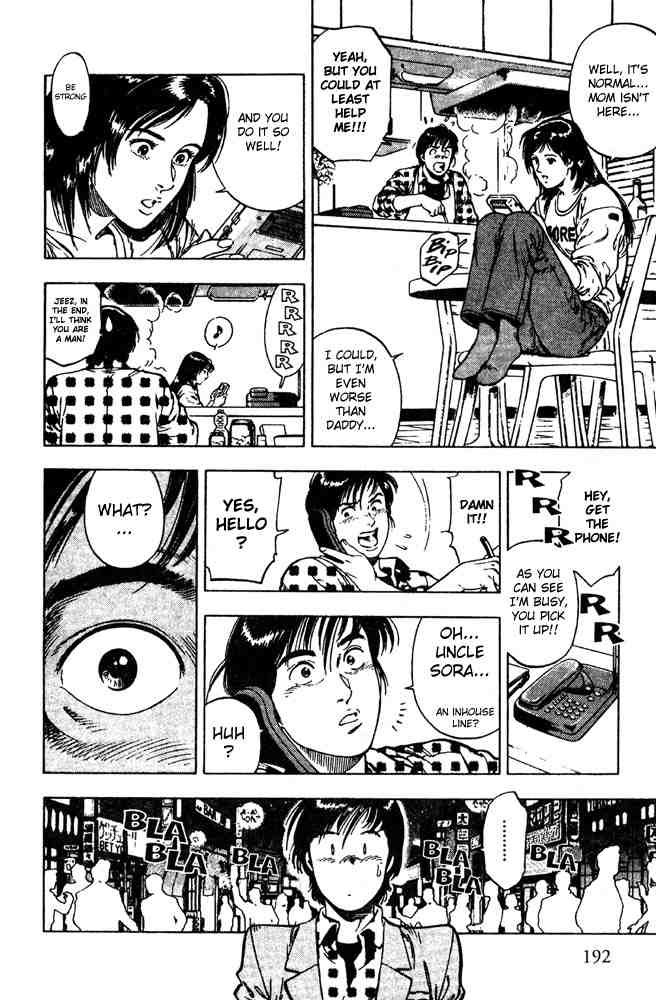 WELL, IT'S
NORMAL...
MOM ISN'T
HERE...
YEAH,
BUT YOU
COULD AT
LEAST
HELP
ME!!!
BIP
BIP
I COULD,
BUT I'M
EVEN
WORSE
THAN
DADDY...
AND YOU
DO IT SO
WELL!
BE
STRONG
R
R
R
R
R
JEEZ, IN
THE END,
I'LL THINK
YOU ARE
A MAN!
R
R
R
HEY,
GET
THE
PHONE!
AS YOU
CAN SEE
I'M BUSY,
YOU PICK
IT UP!!
R
R
DAMN
IT!!
YES,
HELLO
?
OH...
UNCLE
SORA...
AN INHOUSE
LINE?
HUH
?
WHAT?
...
BLA
BLA
BLA
BLA
BLA
BLA
BLA
.........
192